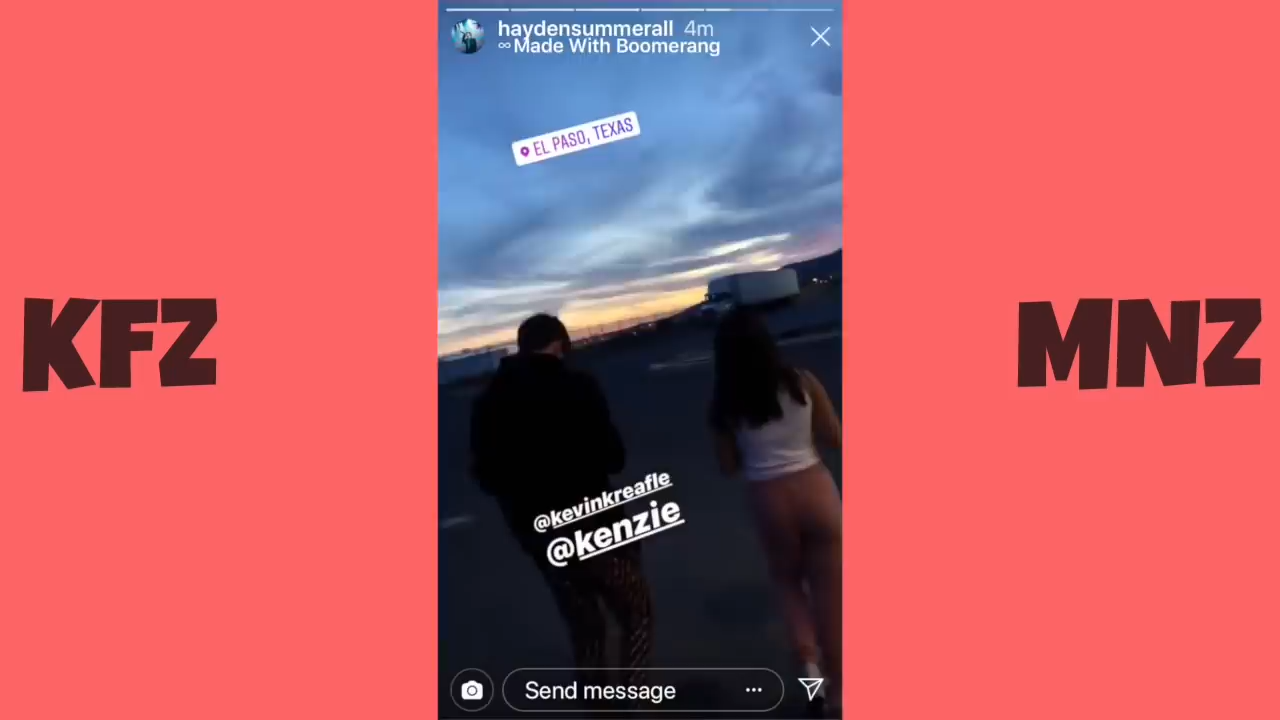 haydensummerall 4m
∞ Made With Boomerang
EL PASO, TEXAS
KFZ
MNZ
@kevinkreafle
@kenzie
Send message